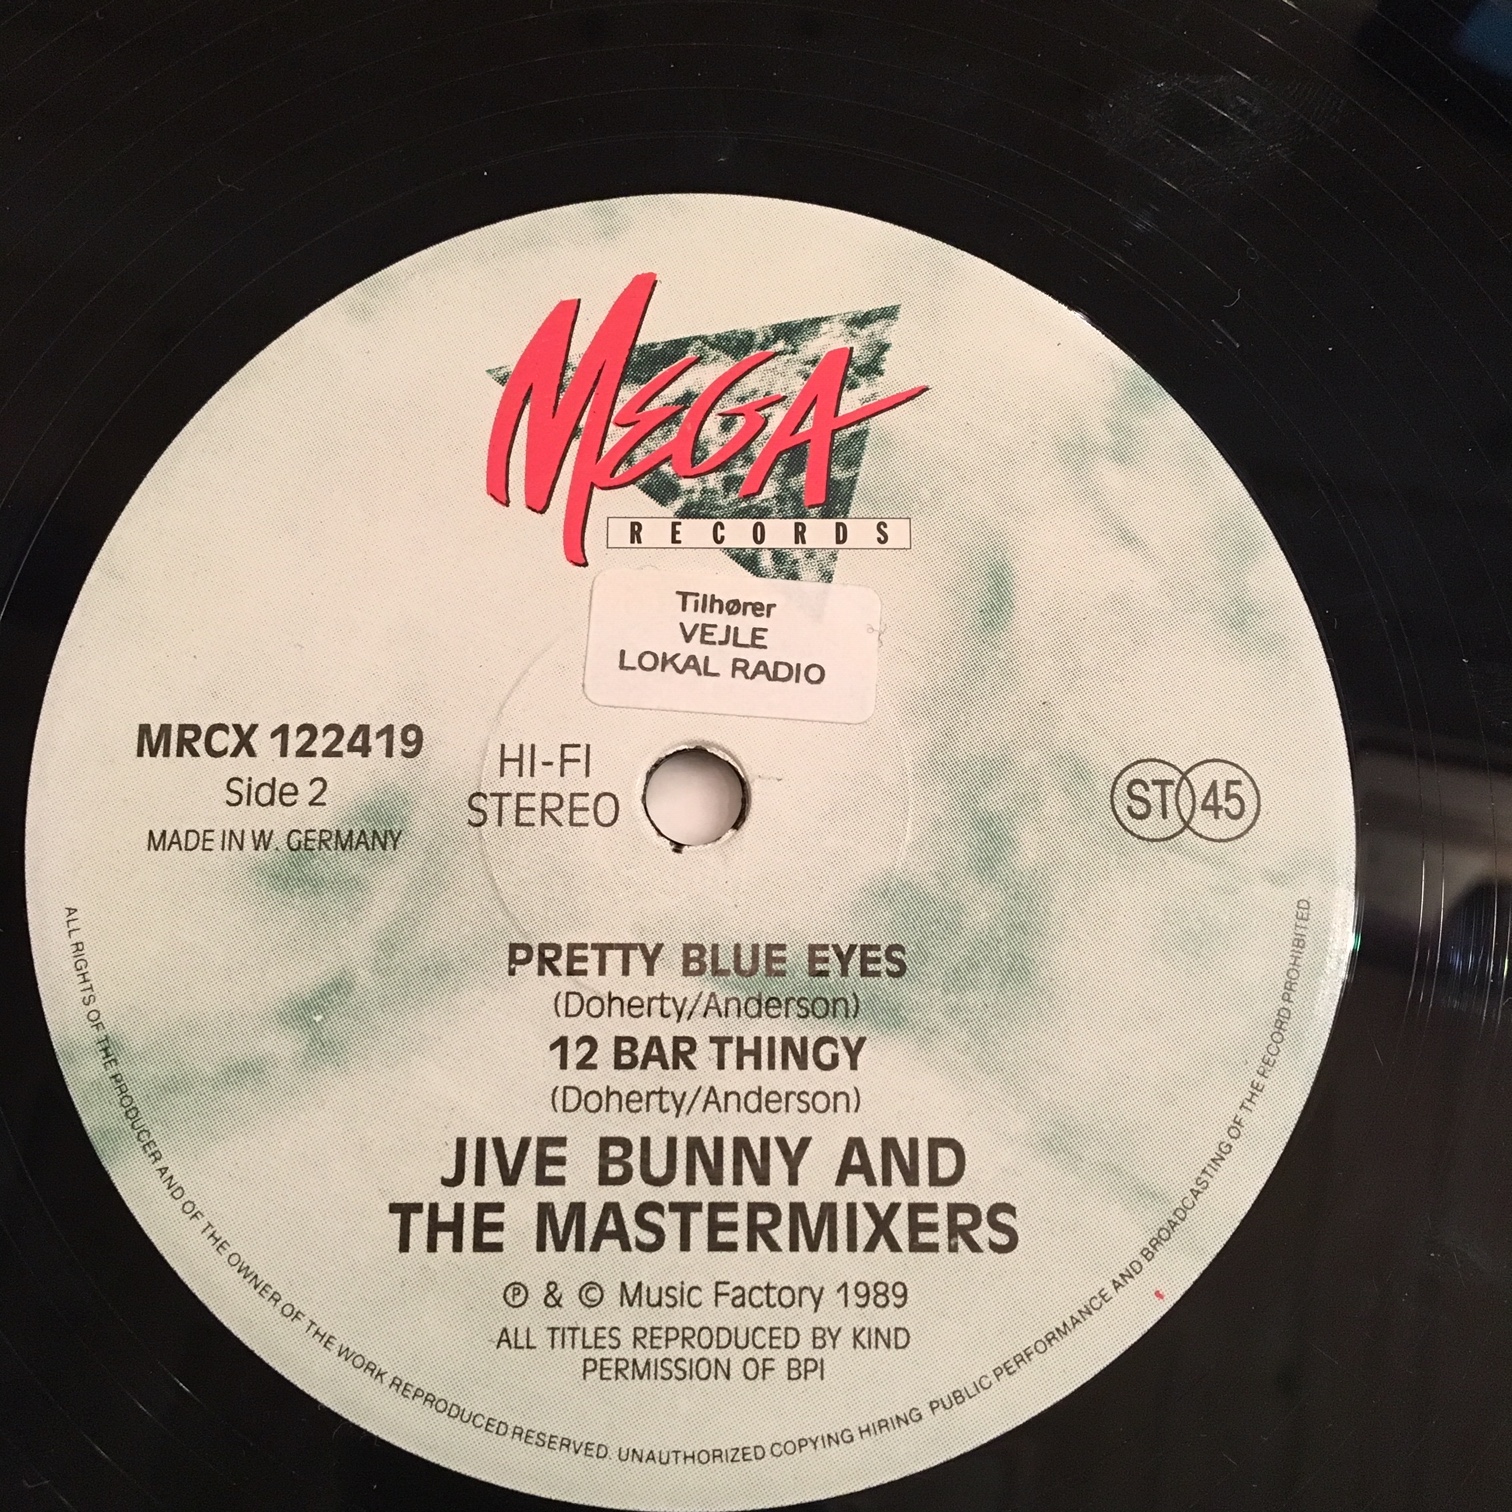 MEGA
RECORDS
Tilhører
VEJLE
LOKAL RADIO
MRCX 122419
Side 2
MADE IN W. GERMANY
HI-FI
STEREO
ST 45
PRETTY BLUE EYES
(Doherty/Anderson)
12 BAR THINGY
(Doherty/Anderson)
JIVE BUNNY AND
THE MASTERMIXERS
℗ & © Music Factory 1989
ALL TITLES REPRODUCED BY KIND
PERMISSION OF BPI
ALL RIGHTS OF THE PRODUCER AND OF THE OWNER OF THE WORK REPRODUCED RESERVED. UNAUTHORIZED COPYING HIRING PUBLIC PERFORMANCE AND BROADCASTING OF THE RECORD PROHIBITED.